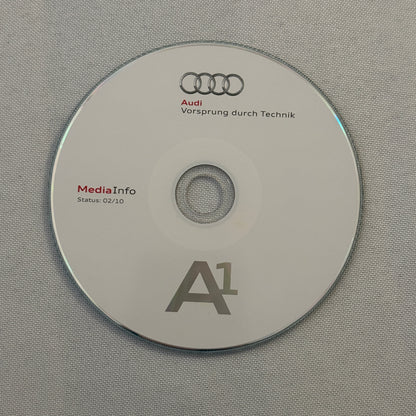 Audi
Vorsprung durch Technik
MediaInfo
Status: 02/10
A1